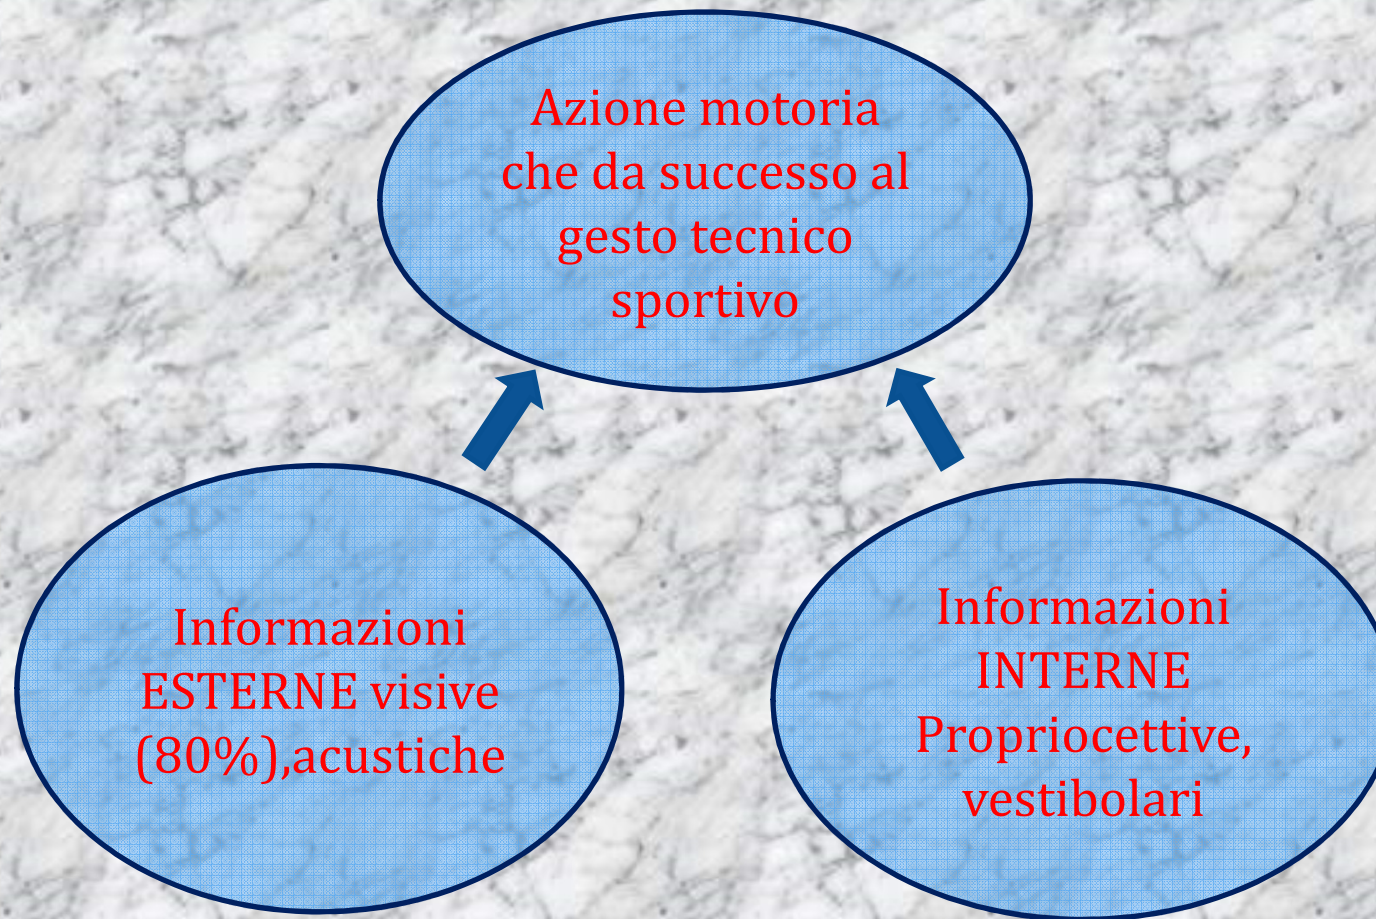 Azione motoria
che da successo al
gesto tecnico
sportivo
Informazioni
ESTERNE visive
(80%),acustiche
Informazioni
INTERNE
Propriocettive,
vestibolari